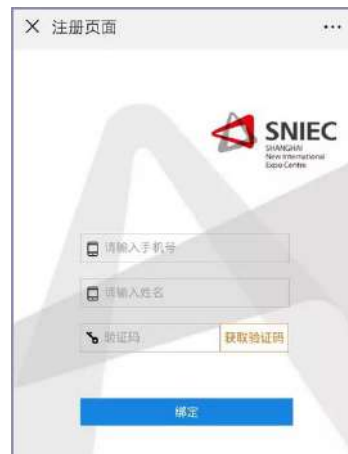 注册页面
SNIEC
SHANGHAI
New International
Expo Centre
请输入手机号
请输入姓名
验证码 获取验证码
绑定